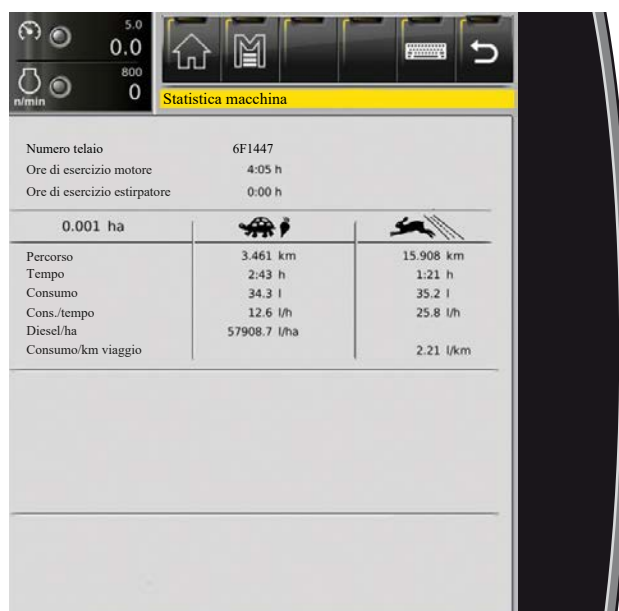 5.0
0.0
800
n/min 0
Statistica macchina
Numero telaio 6F1447
Ore di esercizio motore 4:05 h
Ore di esercizio estirpatore 0:00 h
0.001 ha
Percorso 3.461 km 15.908 km
Tempo 2:43 h 1:21 h
Consumo 34.3 l 35.2 l
Cons./tempo 12.6 l/h 25.8 l/h
Diesel/ha 57908.7 l/ha
Consumo/km viaggio 2.21 l/km